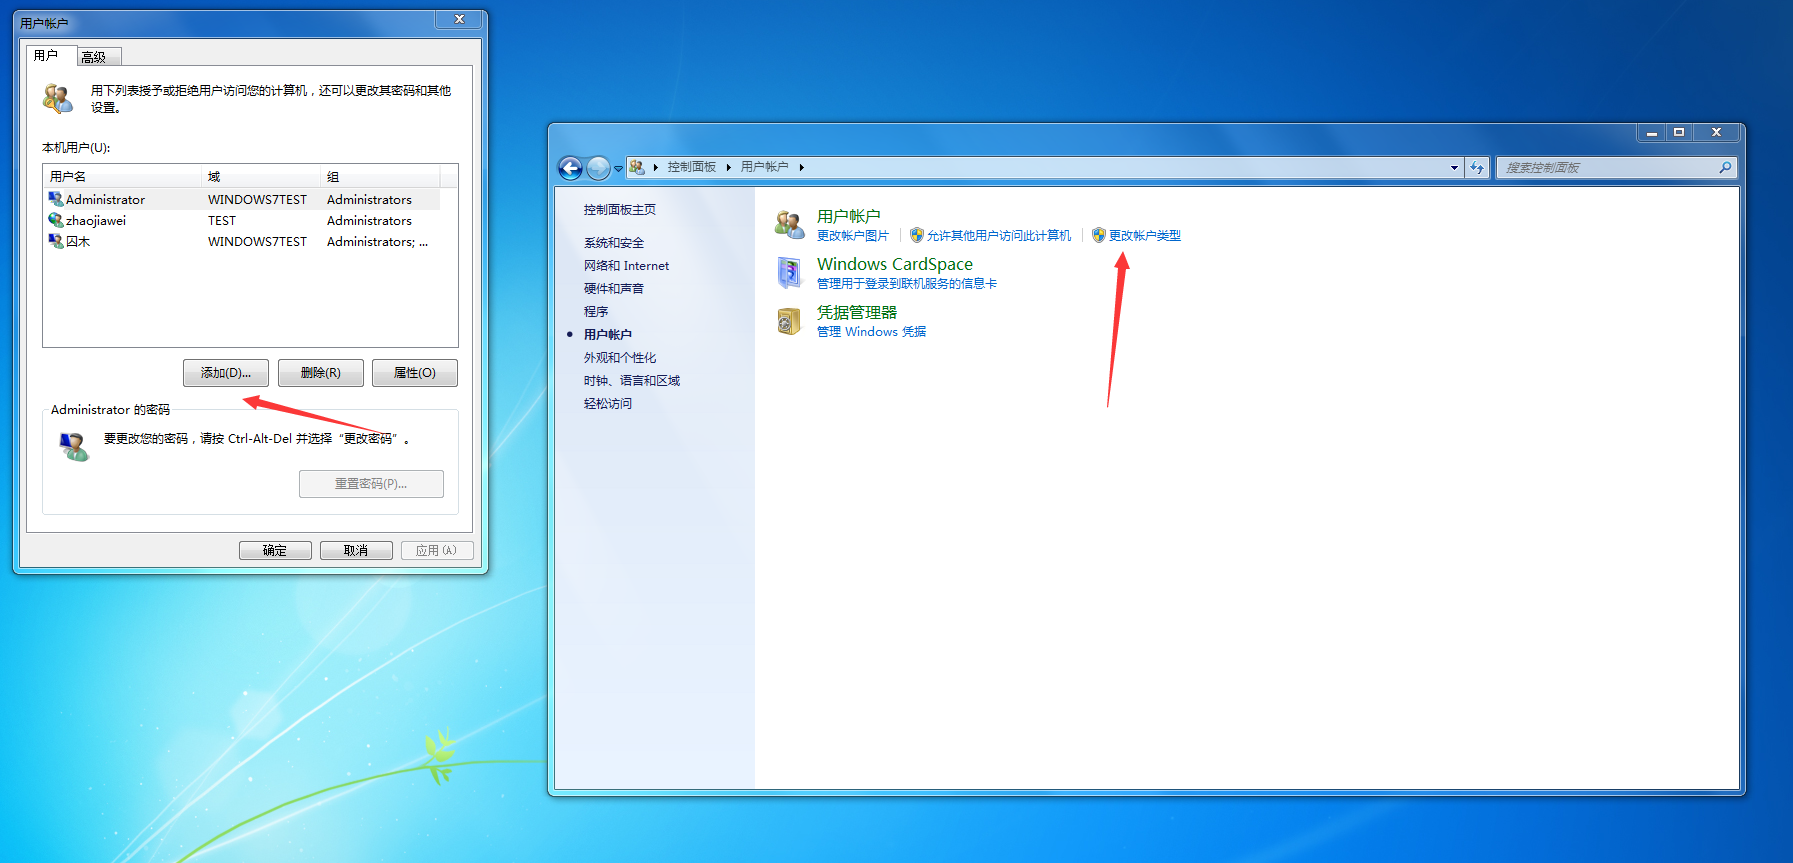 用户帐户
用户
高级
用下列表授予或拒绝用户访问您的计算机，还可以更改其密码和其他
设置。
本机用户(U):
用户名 域 组
Administrator WINDOWS7TEST Administrators
zhaojiawei TEST Administrators
囚木 WINDOWS7TEST Administrators; ...
添加(D)... 删除(R) 属性(O)
Administrator 的密码
要更改您的密码，请按 Ctrl-Alt-Del 并选择“更改密码”。
重置密码(P)...
确定 取消 应用(A)
控制面板 用户帐户
搜索控制面板
控制面板主页
系统和安全
网络和 Internet
硬件和声音
程序
用户帐户
外观和个性化
时钟、语言和区域
轻松访问
用户帐户
更改帐户图片 允许其他用户访问此计算机 更改帐户类型
Windows CardSpace
管理用于登录到联机服务的信息卡
凭据管理器
管理 Windows 凭据